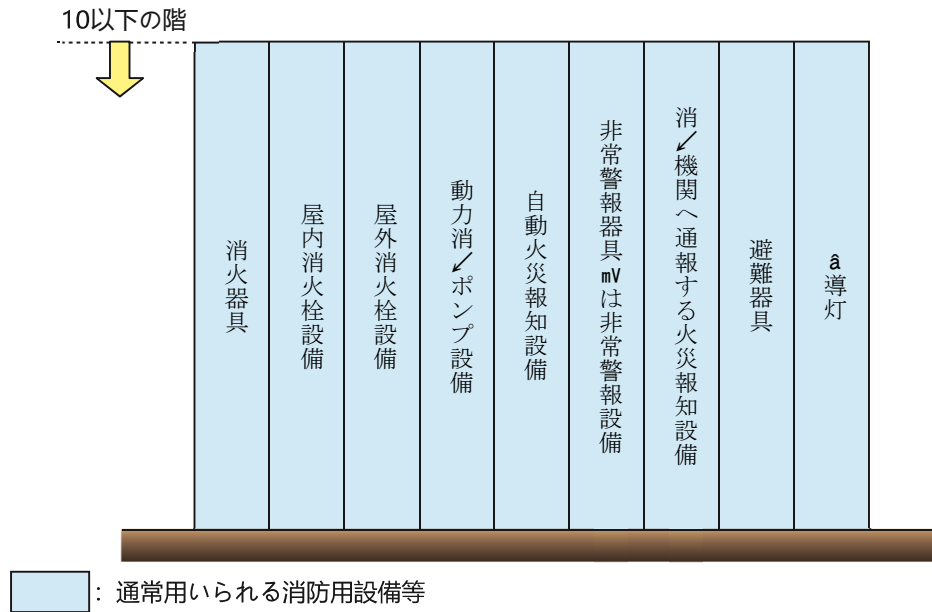 10以下の階
消火器具
屋内消火栓設備
屋外消火栓設備
動力消↙ポンプ設備
自動火災報知設備
非常警報器具mVは非常警報設備
消↙機関へ通報する火災報知設備
避難器具
â導灯
：通常用いられる消防用設備等